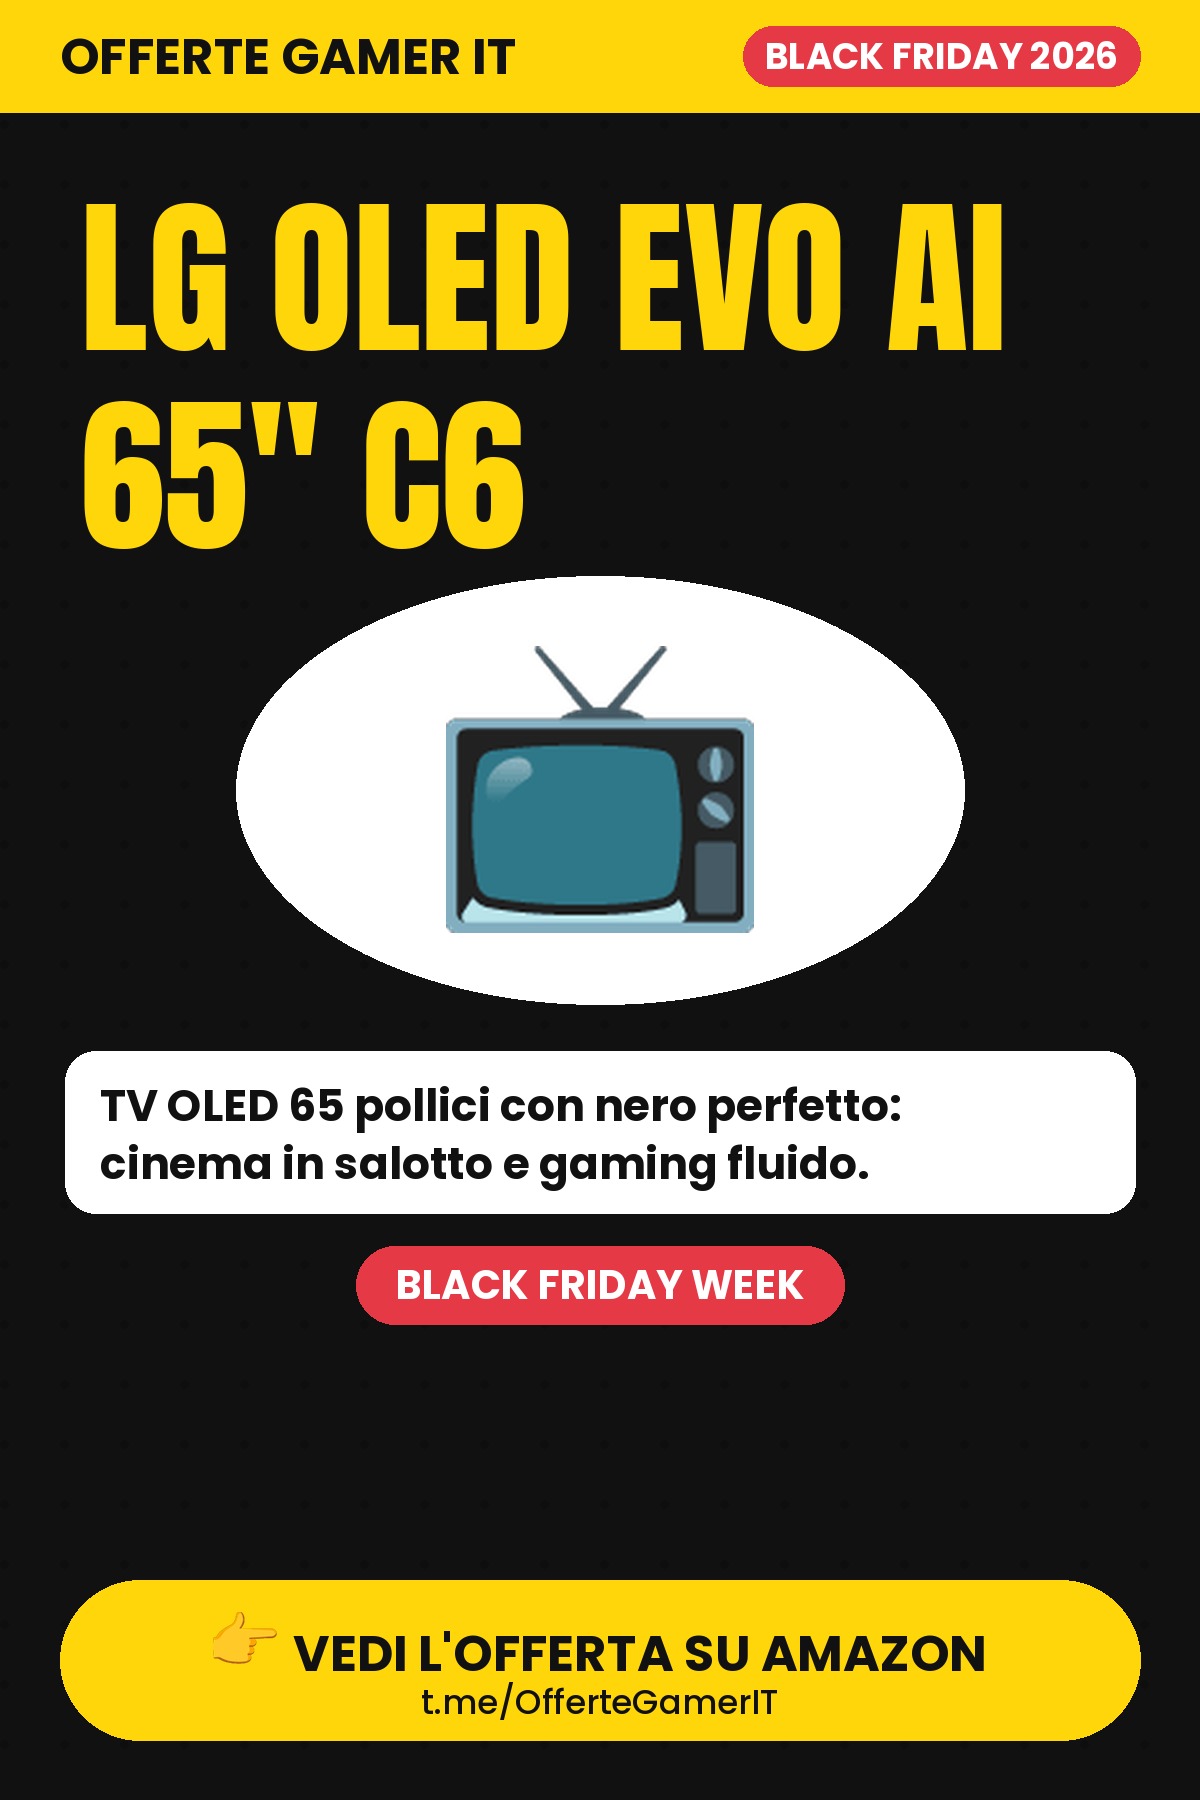 OFFERTE GAMER IT
BLACK FRIDAY 2026
LG OLED EVO AI
65" C6
TV OLED 65 pollici con nero perfetto:
cinema in salotto e gaming fluido.
BLACK FRIDAY WEEK
👉 VEDI L'OFFERTA SU AMAZON
t.me/OfferteGamerIT